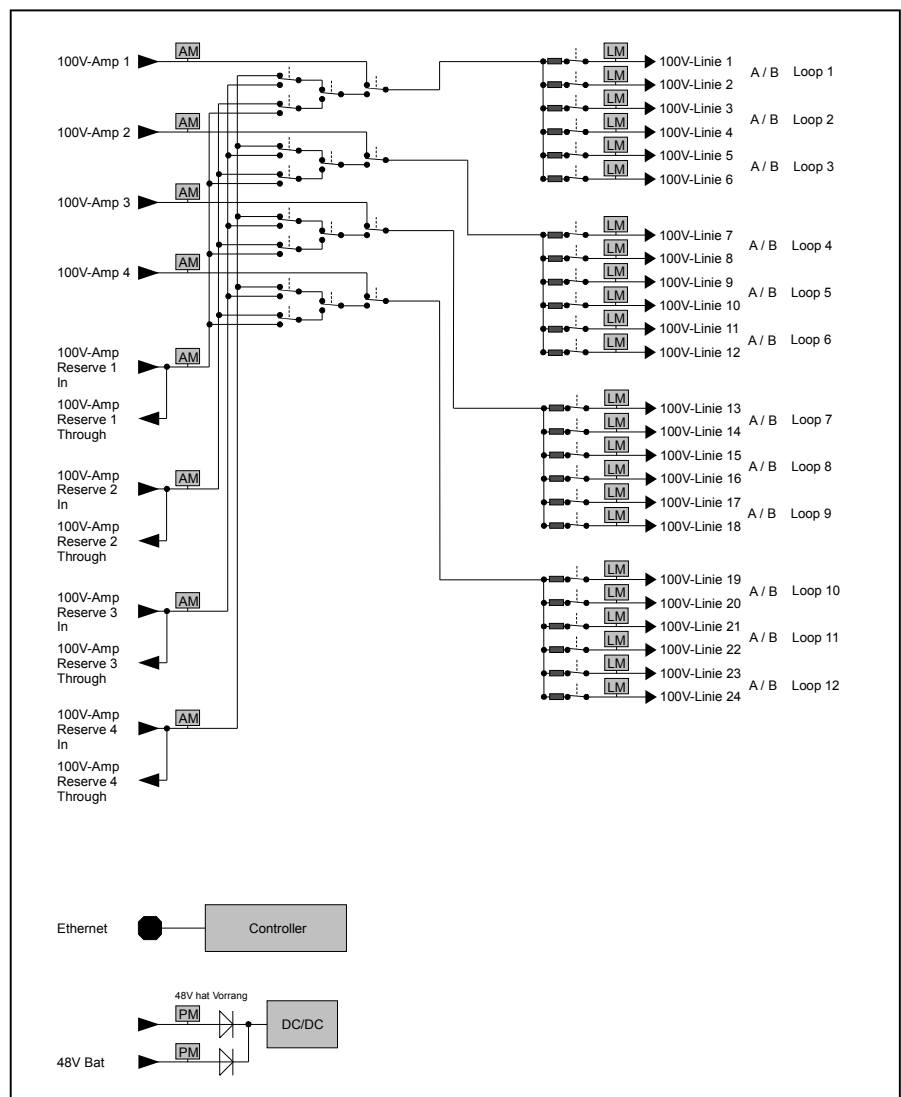 100V-Amp 1
AM
100V-Amp 2
AM
100V-Amp 3
AM
100V-Amp 4
AM
100V-Amp
Reserve 1
In
AM
100V-Amp
Reserve 1
Through
100V-Amp
Reserve 2
In
AM
100V-Amp
Reserve 2
Through
100V-Amp
Reserve 3
In
AM
100V-Amp
Reserve 3
Through
100V-Amp
Reserve 4
In
AM
100V-Amp
Reserve 4
Through
LM
100V-Linie 1
LM
100V-Linie 2
A / B Loop 1
LM
100V-Linie 3
LM
100V-Linie 4
A / B Loop 2
LM
100V-Linie 5
LM
100V-Linie 6
A / B Loop 3
LM
100V-Linie 7
LM
100V-Linie 8
A / B Loop 4
LM
100V-Linie 9
LM
100V-Linie 10
A / B Loop 5
LM
100V-Linie 11
LM
100V-Linie 12
A / B Loop 6
LM
100V-Linie 13
LM
100V-Linie 14
A / B Loop 7
LM
100V-Linie 15
LM
100V-Linie 16
A / B Loop 8
LM
100V-Linie 17
LM
100V-Linie 18
A / B Loop 9
LM
100V-Linie 19
LM
100V-Linie 20
A / B Loop 10
LM
100V-Linie 21
LM
100V-Linie 22
A / B Loop 11
LM
100V-Linie 23
LM
100V-Linie 24
A / B Loop 12
Ethernet
Controller
48V hat Vorrang
PM
DC/DC
48V Bat
PM